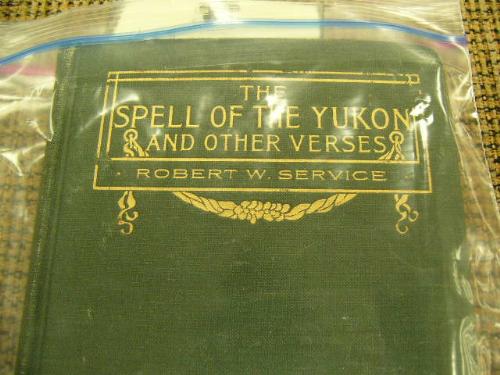 THE
SPELL OF THE YUKON
AND OTHER VERSES
ROBERT W. SERVICE